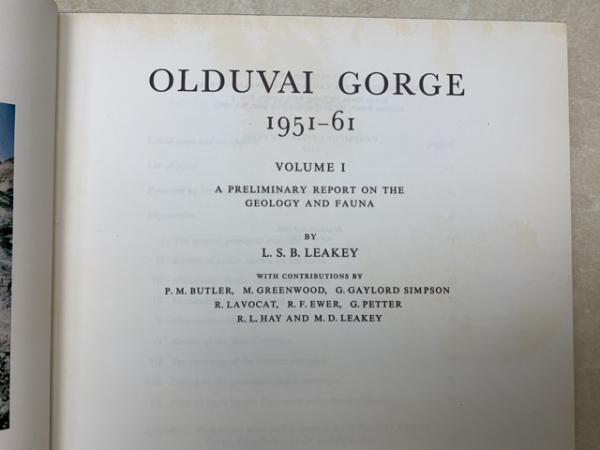 OLDUVAI GORGE
1951–61
VOLUME I
A PRELIMINARY REPORT ON THE
GEOLOGY AND FAUNA
BY
L. S. B. LEAKEY
WITH CONTRIBUTIONS BY
P. M. BUTLER, M. GREENWOOD, G. GAYLORD SIMPSON
R. LAVOCAT, R. F. EWER, G. PETTER
R. L. HAY AND M. D. LEAKEY